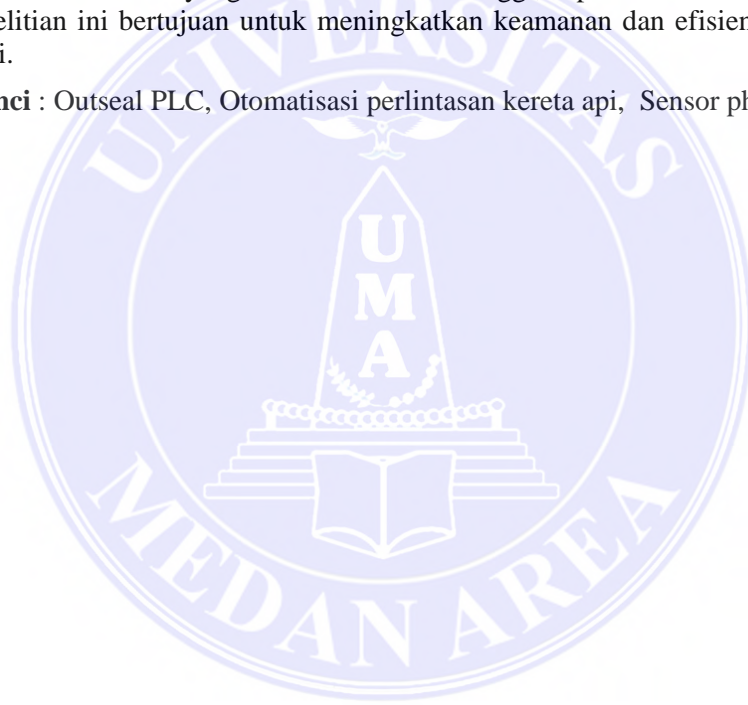 elitian ini bertujuan untuk meningkatkan keamanan dan efisien
i.
nci : Outseal PLC, Otomatisasi perlintasan kereta api, Sensor ph
UNIVERSITAS
U
M
A
MEDAN AREA